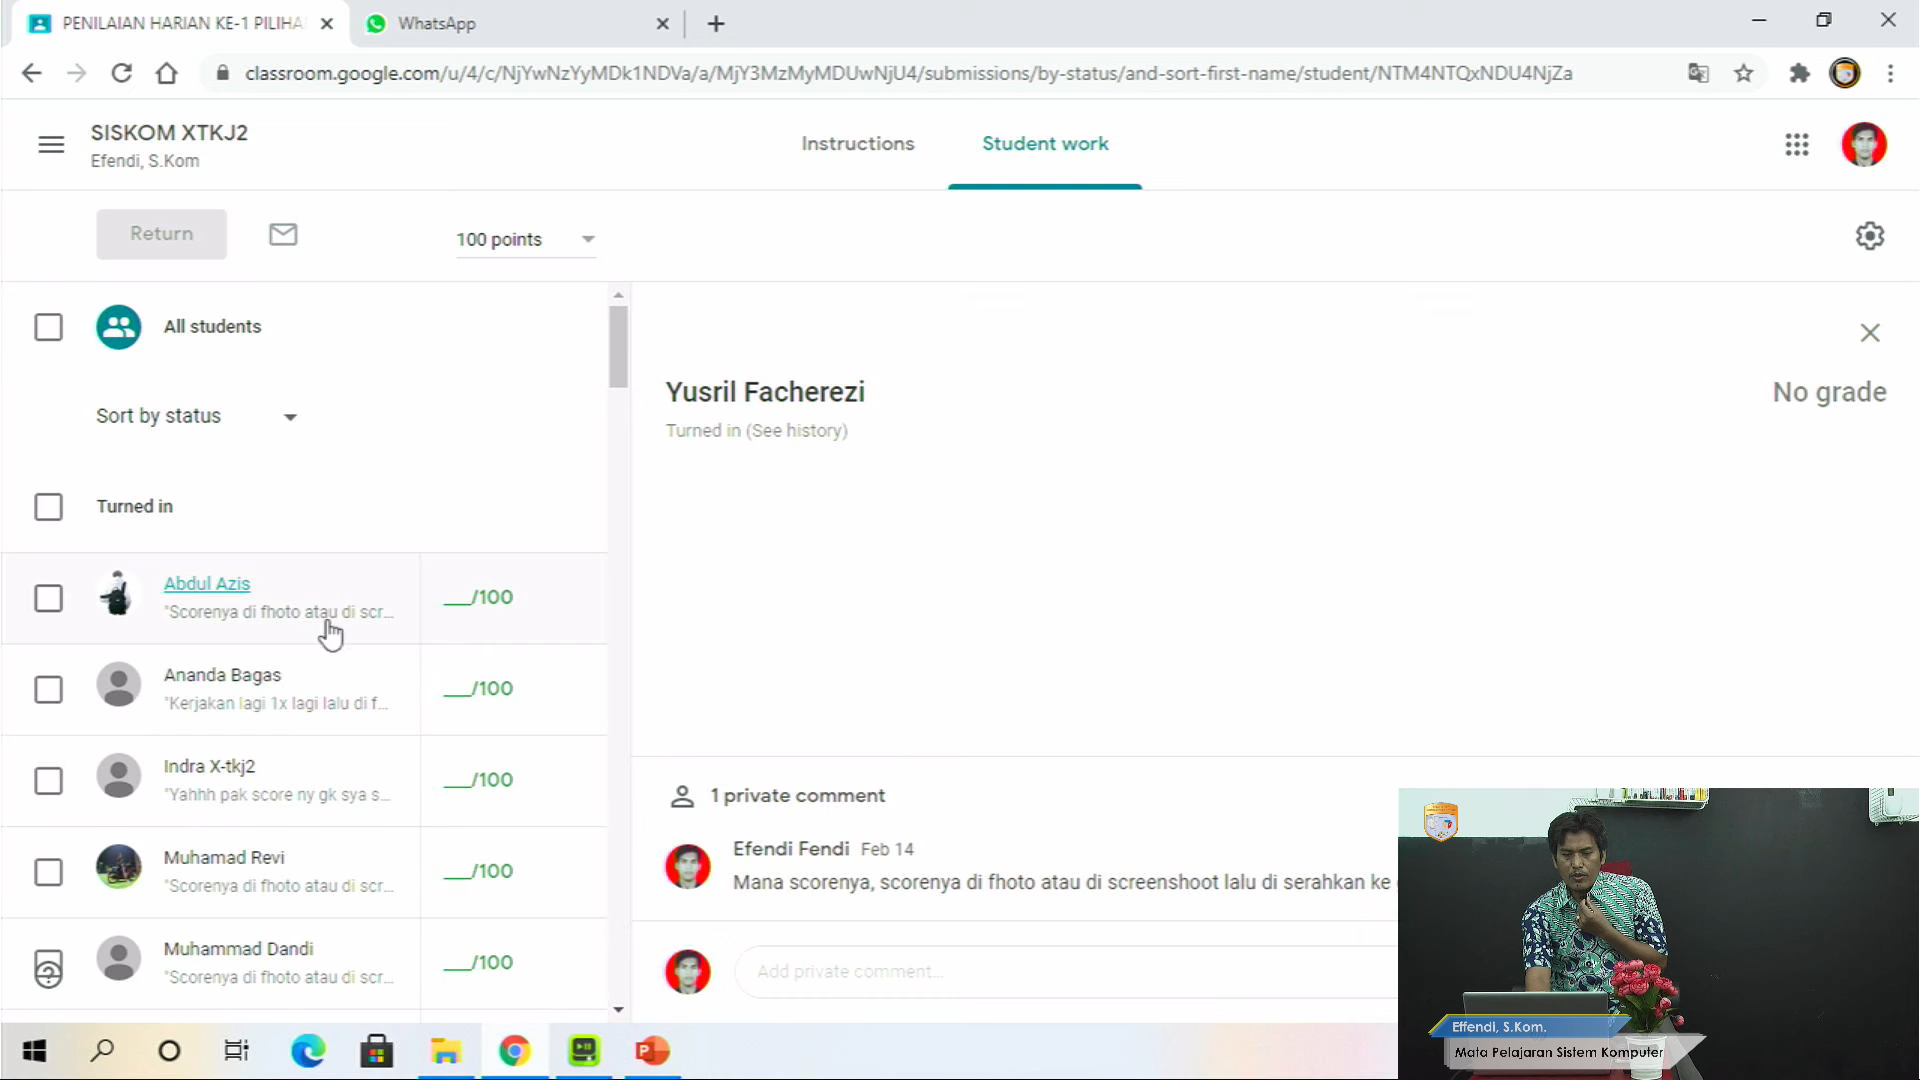 PENILAIAN HARIAN KE-1 PILIHA
WhatsApp
classroom.google.com/u/4/c/NjYwNzYyMDk1NDVa/a/MjY3MzMyMDUwNjU4/submissions/by-status/and-sort-first-name/student/NTM4NTQxNDU4NjZa
SISKOM XTKJ2
Efendi, S.Kom
Instructions
Student work
Return
100 points
All students
Sort by status
Turned in
Abdul Azis
"Scorenya di fhoto atau di scr...
___/100
Ananda Bagas
"Kerjakan lagi 1x lagi lalu di f...
___/100
Indra X-tkj2
"Yahhh pak score ny gk sya s...
___/100
Muhamad Revi
"Scorenya di fhoto atau di scr...
___/100
Muhammad Dandi
"Scorenya di fhoto atau di scr...
___/100
Yusril Facherezi
No grade
Turned in (See history)
1 private comment
Efendi Fendi Feb 14
Mana scorenya, scorenya di fhoto atau di screenshoot lalu di serahkan ke
Add private comment...
Effendi, S.Kom.
Mata Pelajaran Sistem Komputer